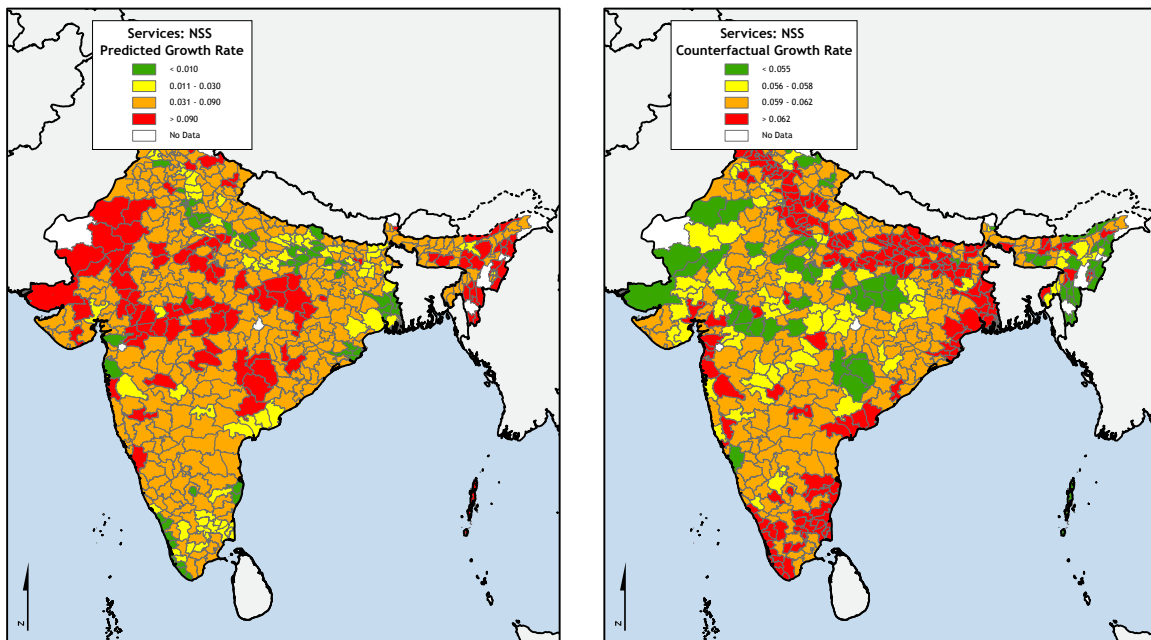 Services: NSS
Predicted Growth Rate
< 0.010
0.011 - 0.030
0.031 - 0.090
> 0.090
No Data
N
Services: NSS
Counterfactual Growth Rate
< 0.055
0.056 - 0.058
0.059 - 0.062
> 0.062
No Data
N